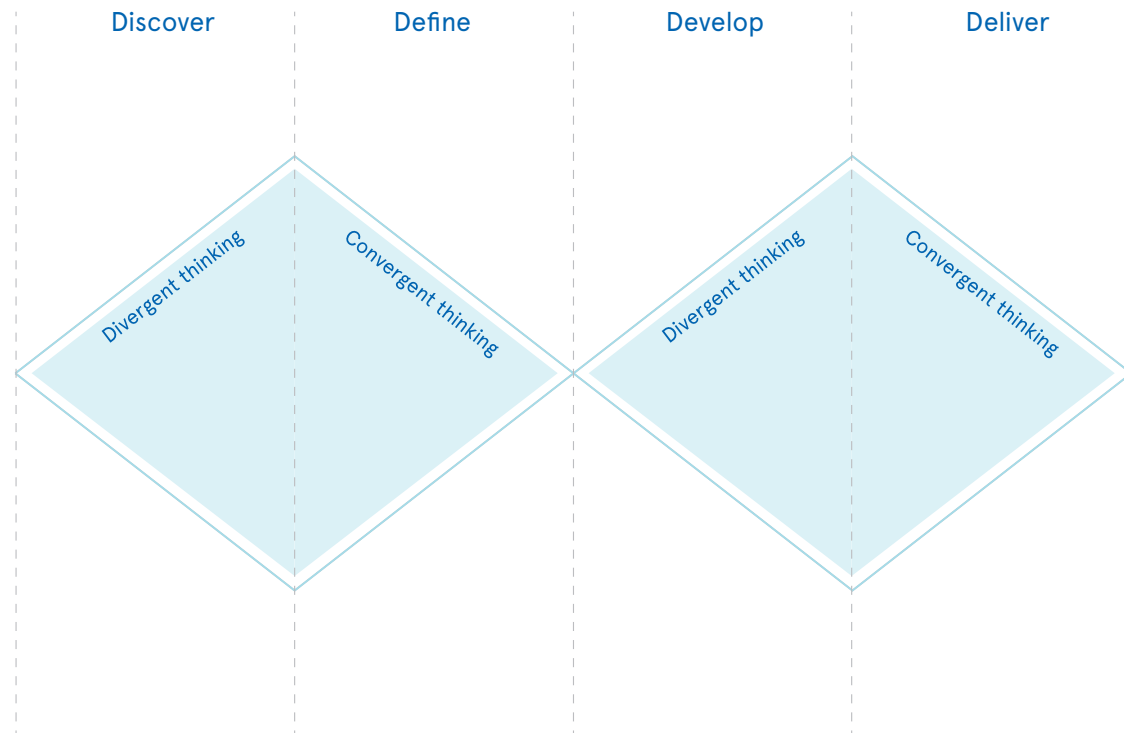 Discover
Define
Develop
Deliver
Divergent thinking
Convergent thinking
Divergent thinking
Convergent thinking